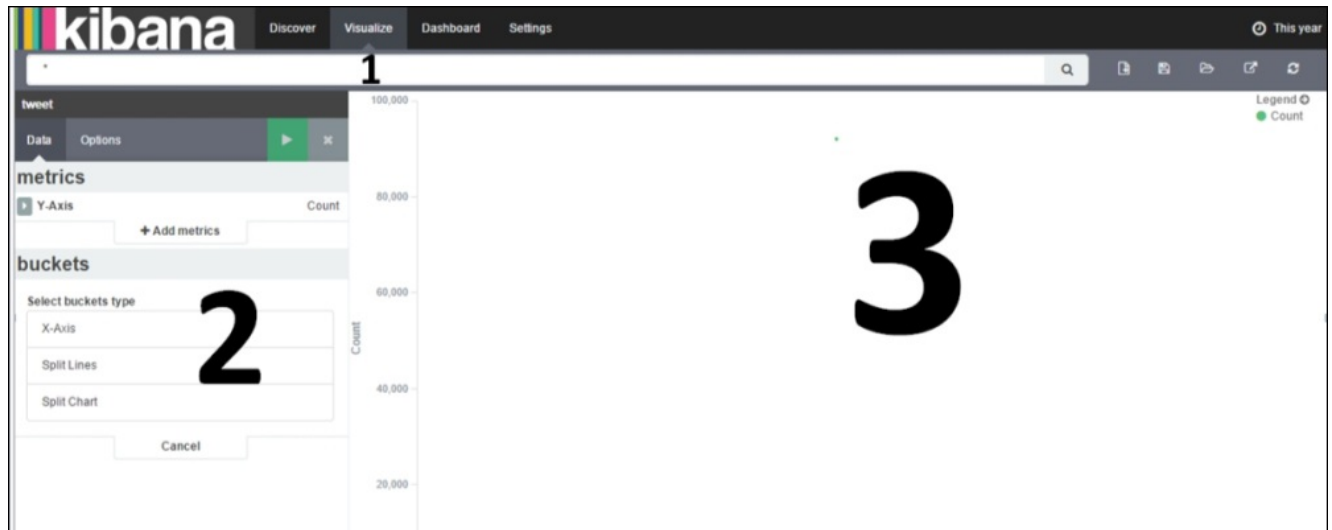 kibana Discover Visualize Dashboard Settings This year
*
1
tweet
Data Options
metrics
Y-Axis Count
+ Add metrics
buckets
Select buckets type
X-Axis
Split Lines
Split Chart
Cancel
2
100,000
80,000
60,000
40,000
20,000
Count
Legend
Count
3